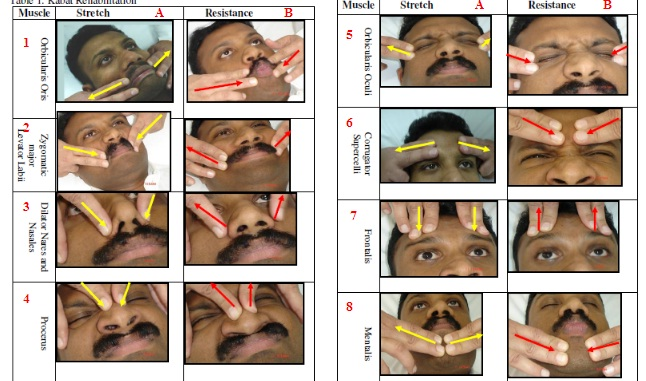 Table 1. Kabat Rehabilitation
Muscle Stretch A Resistance B
1 Orbicularis Oris
2 Zygomatic major Levator Labii
3 Dilator Nares and Nasales
4 Procerus
Muscle Stretch A Resistance B
5 Orbicularis Oculi
6 Corrugator Supercelli
7 Frontalis
8 Mentalis